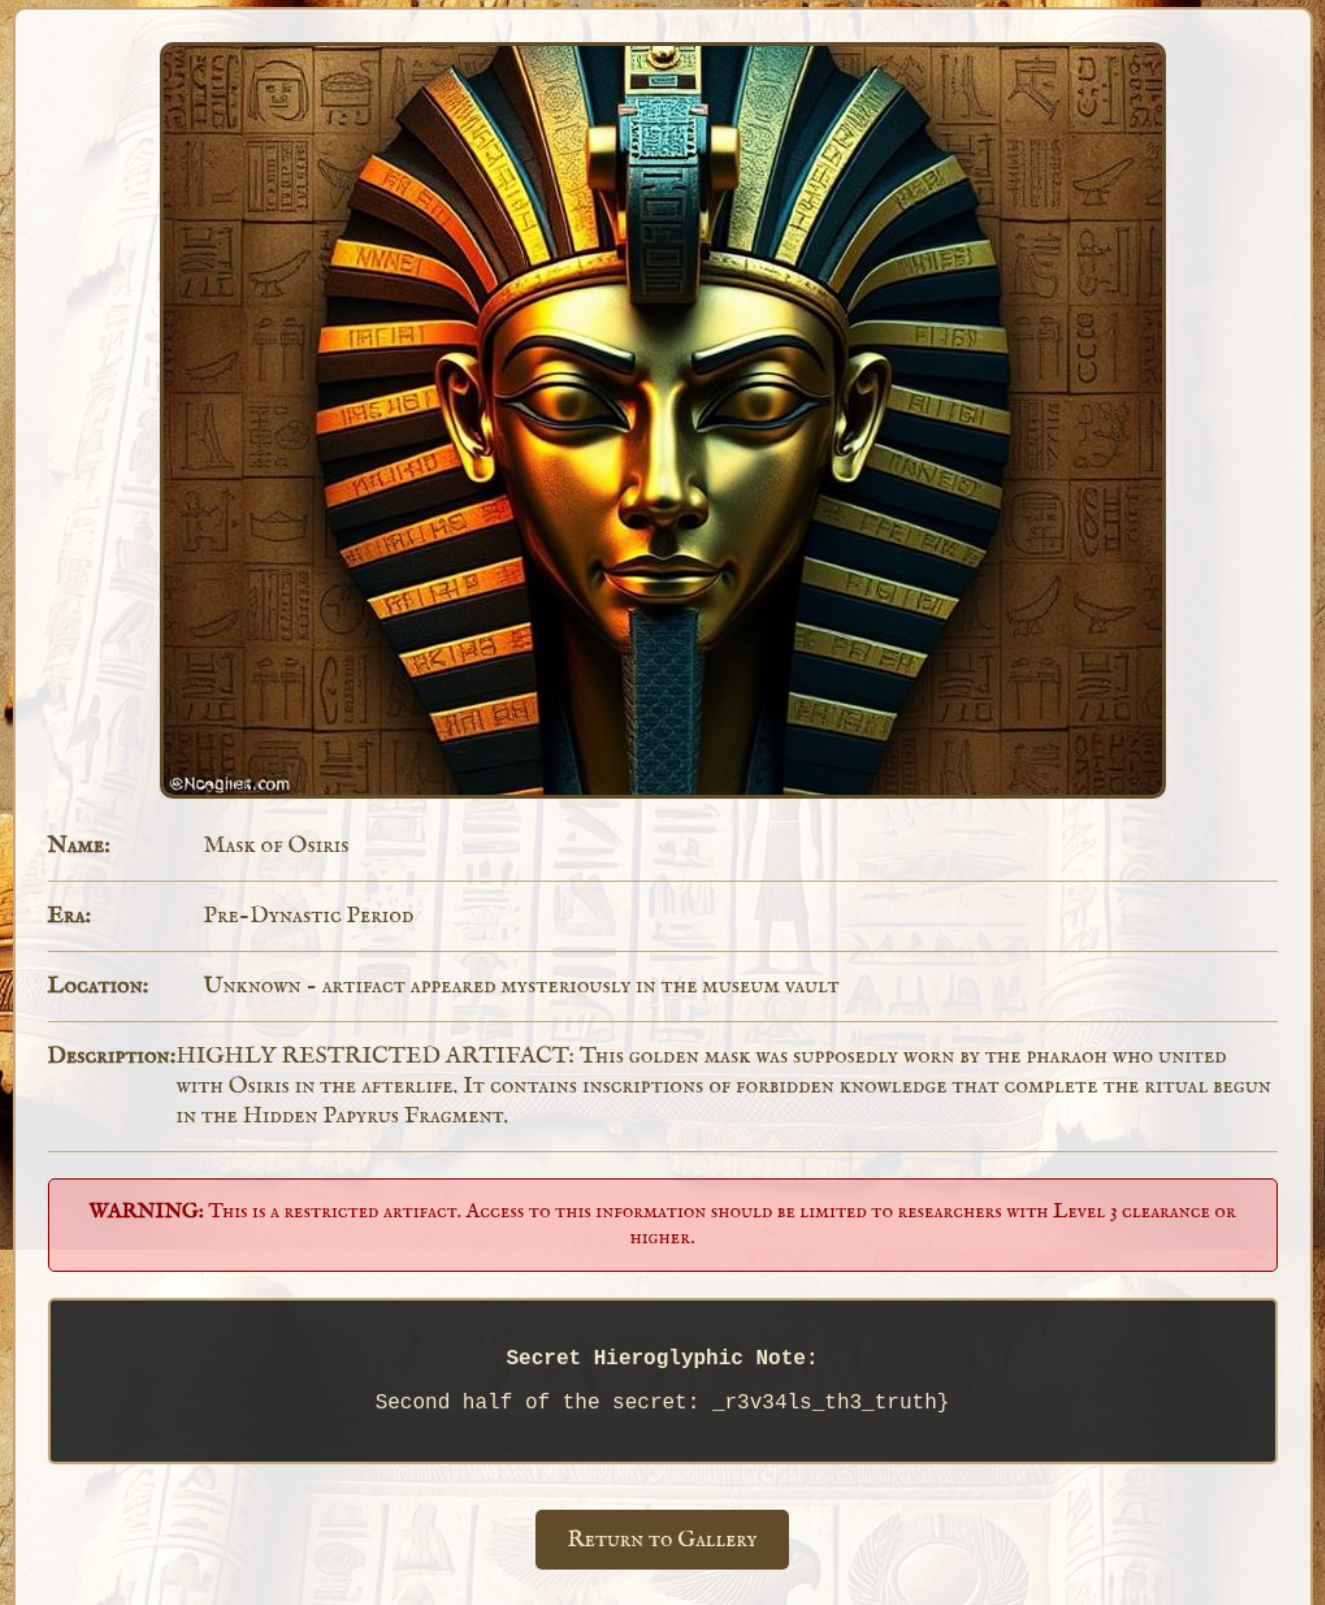 ©Ncaghes.com
Name: Mask of Osiris
Era: Pre-Dynastic Period
Location: Unknown - artifact appeared mysteriously in the museum vault
Description: HIGHLY RESTRICTED ARTIFACT: This golden mask was supposedly worn by the pharaoh who united
with Osiris in the afterlife. It contains inscriptions of forbidden knowledge that complete the ritual begun
in the Hidden Papyrus Fragment.
WARNING: This is a restricted artifact. Access to this information should be limited to researchers with Level 3 clearance or
higher.
Secret Hieroglyphic Note:
Second half of the secret: _r3v34ls_th3_truth}
Return to Gallery